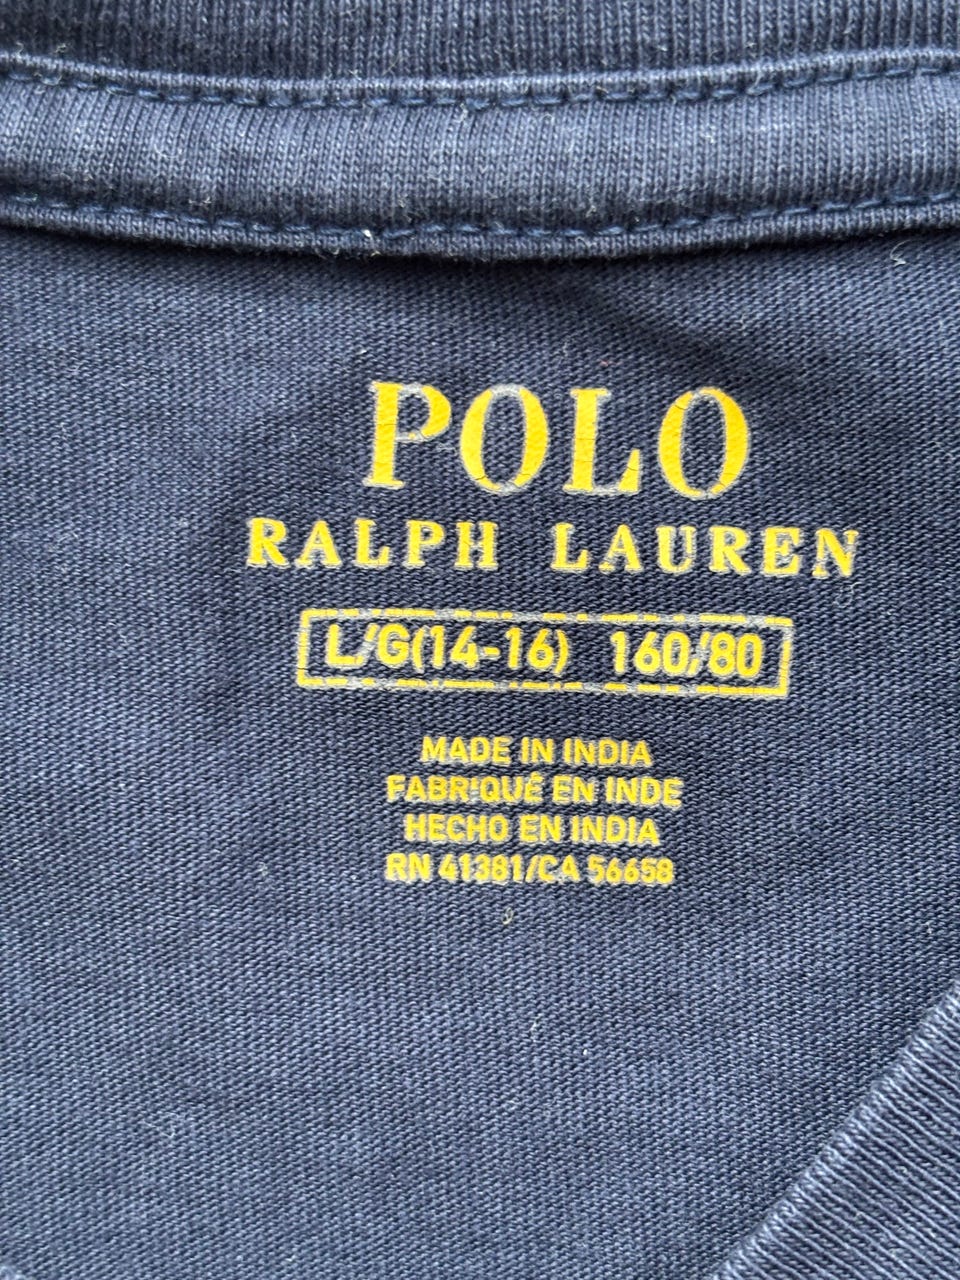 POLO
RALPH LAUREN
L/G(14-16) 160/80
MADE IN INDIA
FABRIQUÉ EN INDE
HECHO EN INDIA
RN 41381/CA 56658